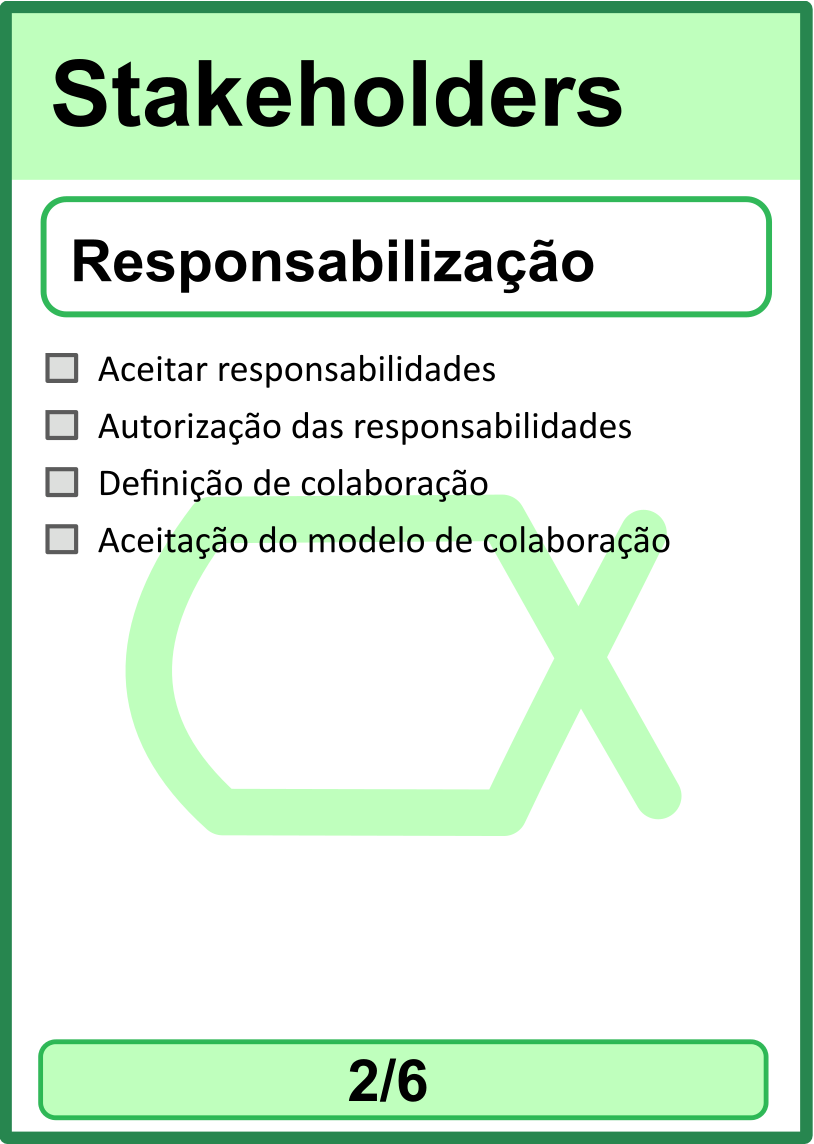 Stakeholders
Responsabilização
Aceitar responsabilidades
Autorização das responsabilidades
Definição de colaboração
Aceitação do modelo de colaboração
2/6